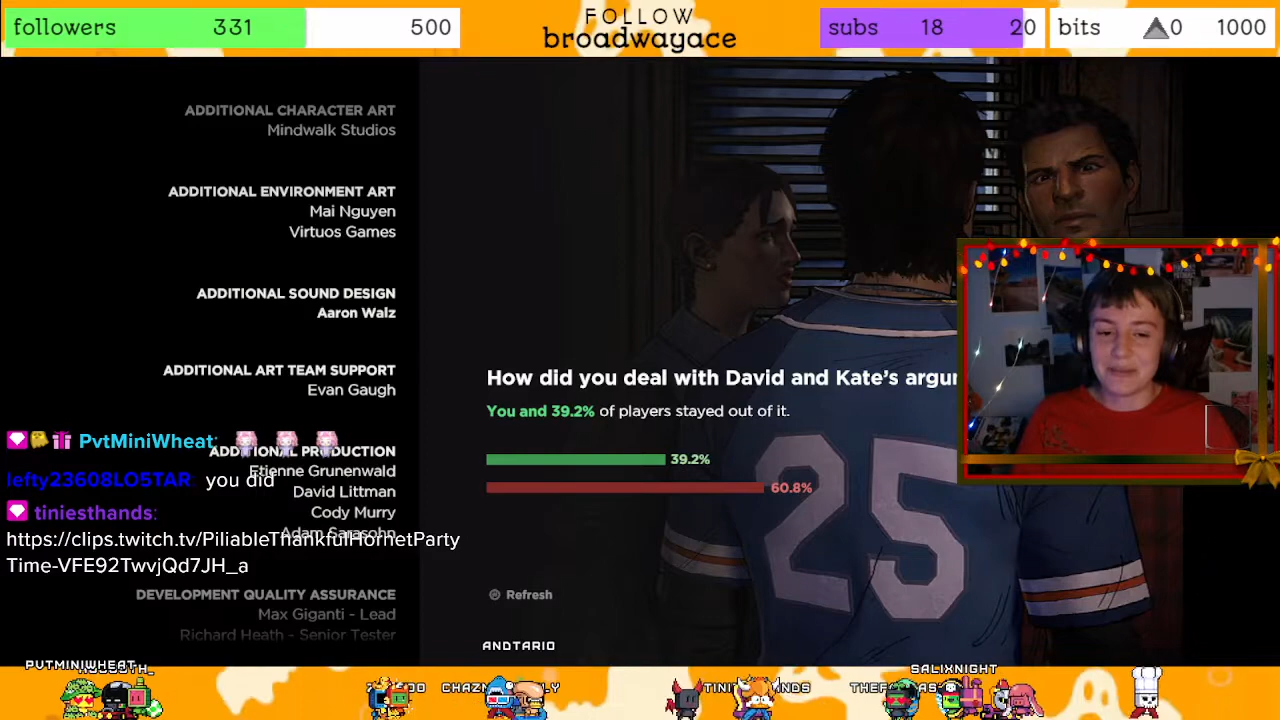 followers 331 500
FOLLOW
broadwayace
subs 18 20
bits 0 1000
ADDITIONAL CHARACTER ART
Mindwalk Studios
ADDITIONAL ENVIRONMENT ART
Mai Nguyen
Virtuos Games
ADDITIONAL SOUND DESIGN
Aaron Walz
ADDITIONAL ART TEAM SUPPORT
Evan Gaugh
ADDITIONAL PRODUCTION
Etienne Grunenwald
David Littman
Cody Murry
Adam Sarasohn
DEVELOPMENT QUALITY ASSURANCE
Max Giganti - Lead
Richard Heath - Senior Tester
PvtMiniWheat:
lefty23608LO5TAR: you did
tiniesthands:
https://clips.twitch.tv/PiliableThankfulHornetParty
Time-VFE92TwvjQd7JH_a
How did you deal with David and Kate's argu
You and 39.2% of players stayed out of it.
39.2%
60.8%
25
Refresh
ANDTARIO
PVTMINIWHEAT
SALIXNIGHT